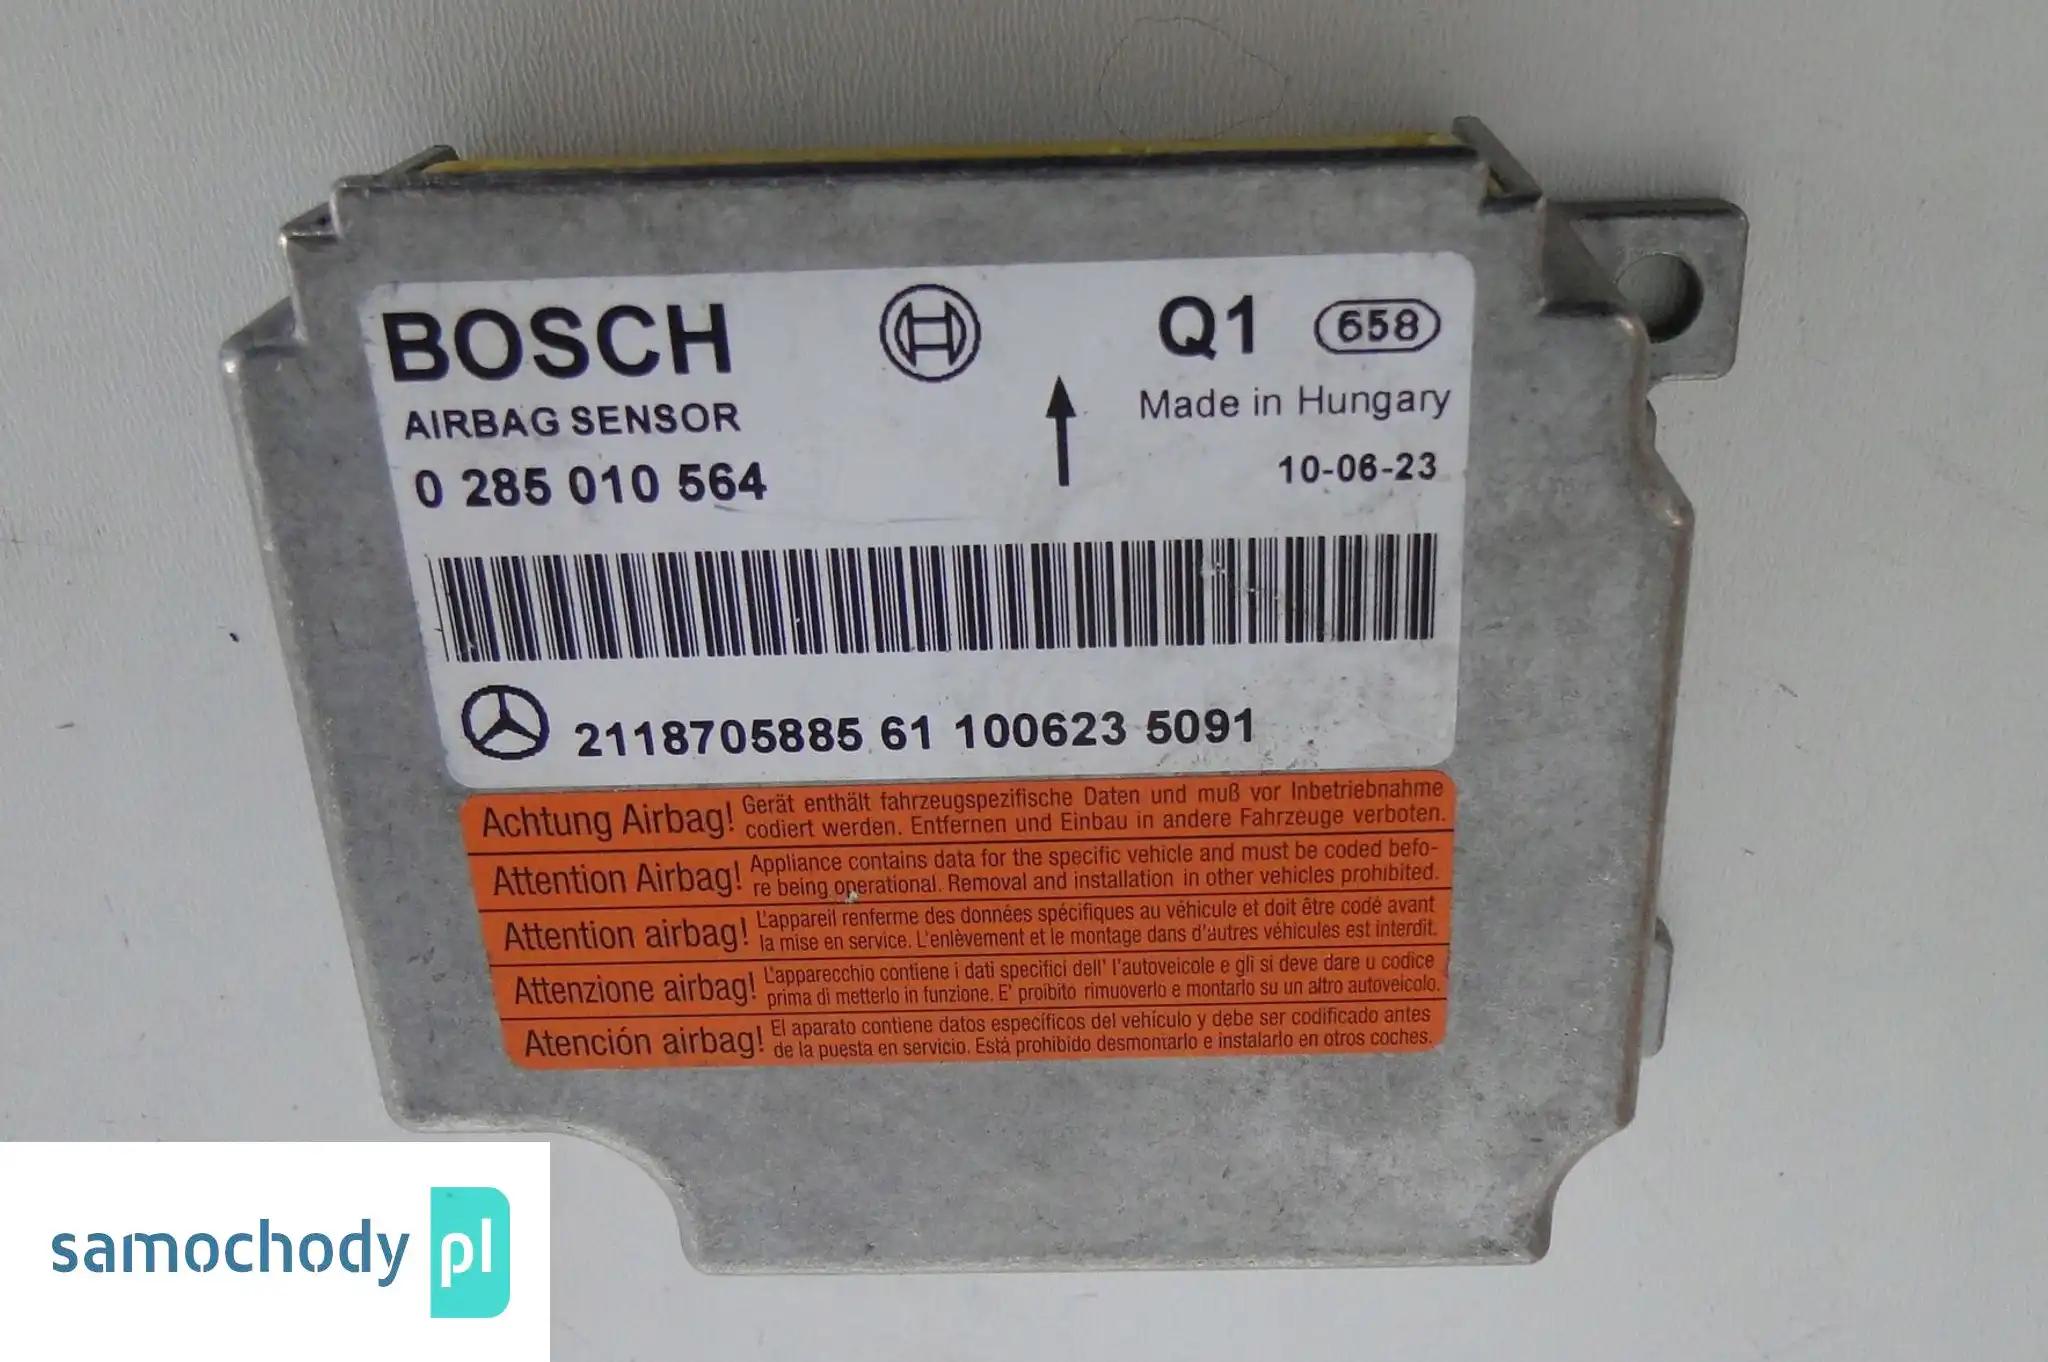 BOSCH
Q1 658
AIRBAG SENSOR
Made in Hungary
0 285 010 564
10-06-23
2118705885 61 100623 5091
Achtung Airbag! Gerät enthält fahrzeugspezifische Daten und muß vor Inbetriebnahme
codiert werden. Entfernen und Einbau in andere Fahrzeuge verboten.
Attention Airbag! Appliance contains data for the specific vehicle and must be coded befo-
re being operational. Removal and installation in other vehicles prohibited.
Attention airbag! L'appareil renferme des données spécifiques au véhicule et doit être codé avant
la mise en service. L'enlèvement et le montage dans d'autres véhicules est interdit.
Attenzione airbag! L'apparecchio contiene i dati specifici dell' l'autoveicole e gli si deve dare u codice
prima di metterlo in funzione. E' proibito rimuoverlo e montarlo su un altro autoveicolo.
Atención airbag! El aparato contiene datos específicos del vehículo y debe ser codificado antes
de la puesta en servicio. Está prohibido desmontarlo e instalarlo en otros coches.
samochody pl